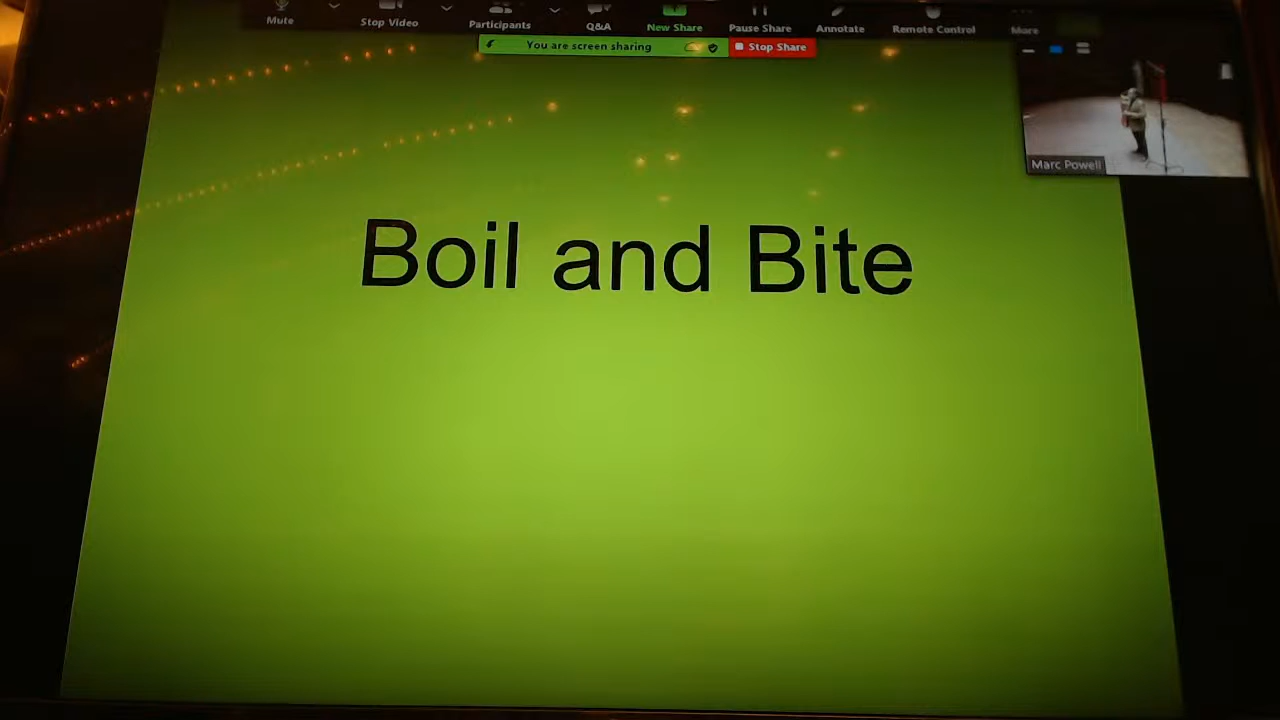 Mute Stop Video Participants Q&A New Share Pause Share Annotate Remote Control More
You are screen sharing Stop Share
Marc Powell
Boil and Bite